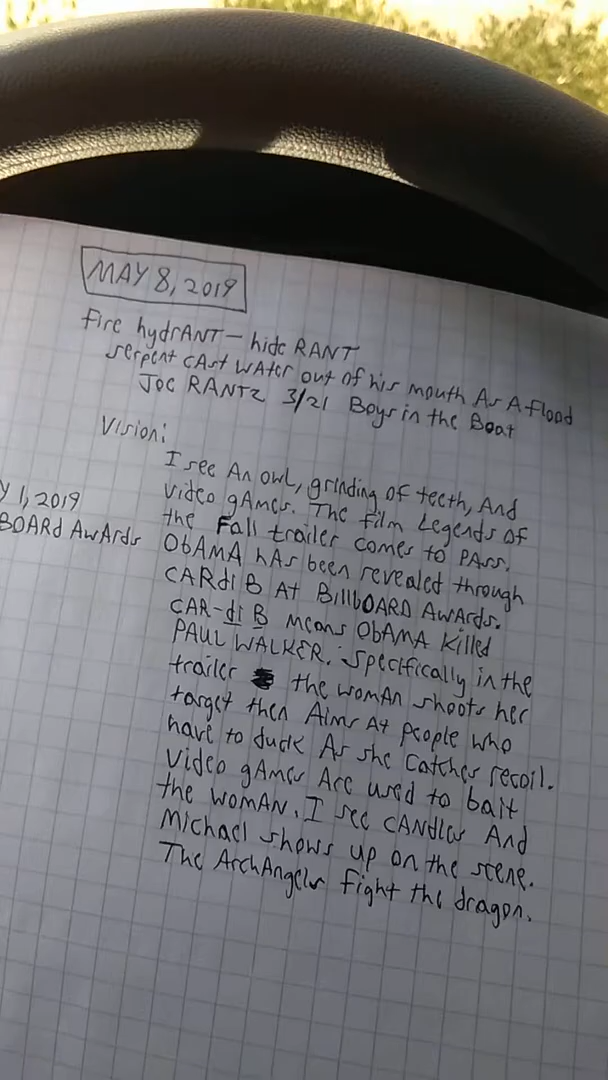 MAY 8, 2019
Fire hydrANT – hide RANT
serpent cast water out of his mouth As A flood
Joe RANTZ 3/21 Boys in the Boat
Vision:
I see An owl, grinding of teeth, And
video gAmes. The film Legends of
the Fall trailer comes to PAss.
Y 1, 2019
BOARd AwArds
ObAMA hAs been revealed through
CARdi B At BillbOARD AwARds.
CAR-di B means ObAMA killed
PAUL WALKER. Specifically in the
trailer the womAn shoots her
target then Aims At people who
have to duck As she catches recoil.
Video gAmes Are used to bait
the womAN. I see cANdles And
Michael shows up on the scene.
The ArchAngels fight the dragon.